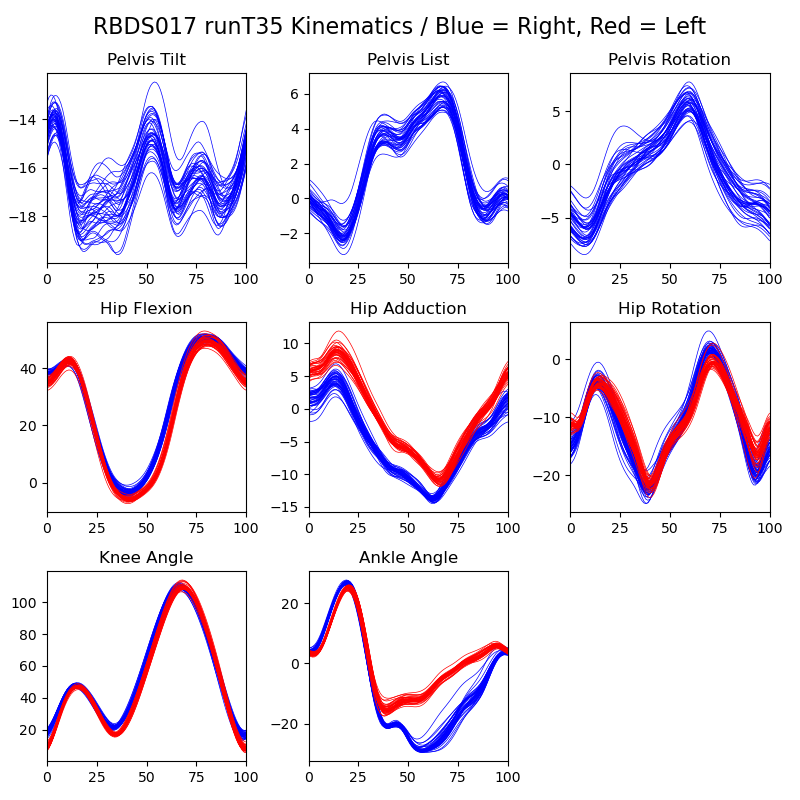 RBDS017 runT35 Kinematics / Blue = Right, Red = Left
Pelvis Tilt
Pelvis List
Pelvis Rotation
−14
−16
−18
0 25 50 75 100
6
4
2
0
−2
0 25 50 75 100
5
0
−5
0 25 50 75 100
Hip Flexion
Hip Adduction
Hip Rotation
40
20
0
0 25 50 75 100
10
5
0
−5
−10
−15
0 25 50 75 100
0
−10
−20
0 25 50 75 100
Knee Angle
Ankle Angle
100
80
60
40
20
0 25 50 75 100
20
0
−20
0 25 50 75 100